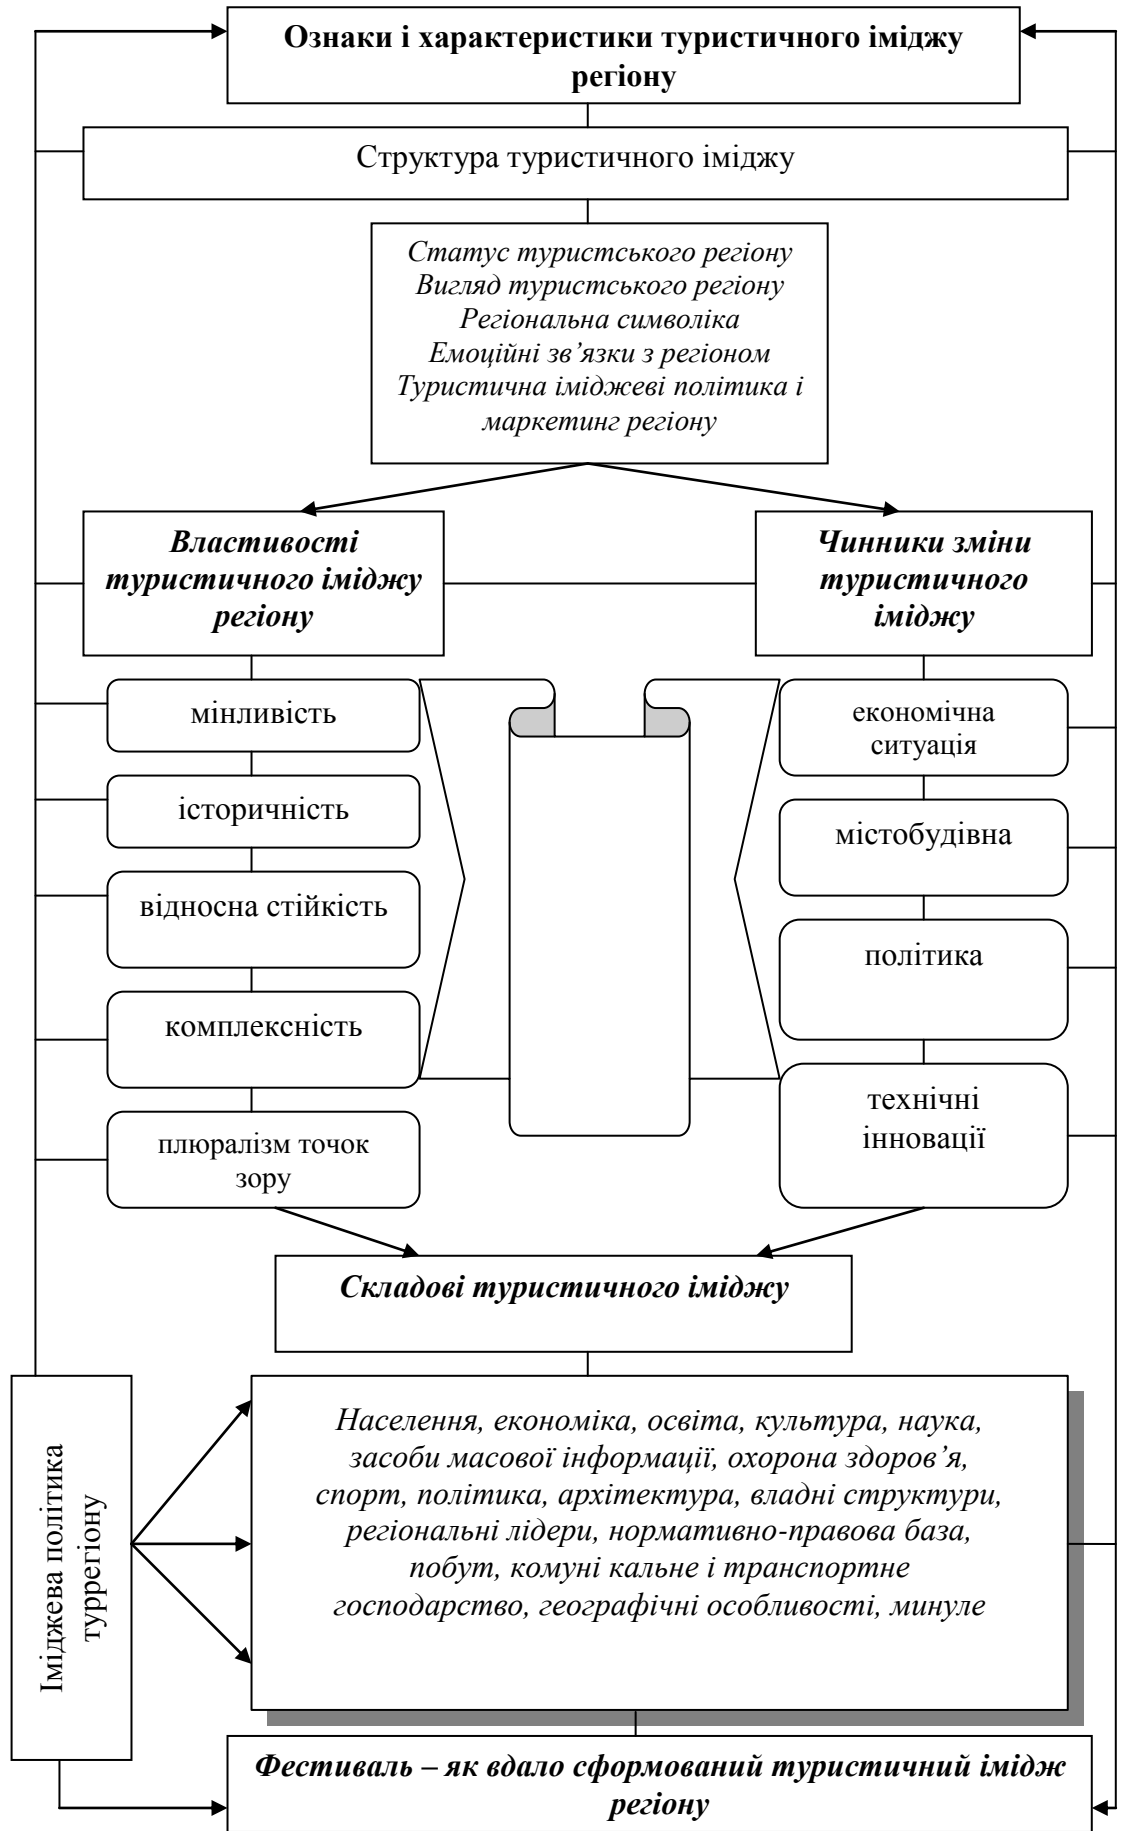 Ознаки і характеристики туристичного іміджу
регіону
Структура туристичного іміджу
Статус туристського регіону
Вигляд туристського регіону
Регіональна символіка
Емоційні зв’язки з регіоном
Туристична іміджеві політика і
маркетинг регіону
Властивості
туристичного іміджу
регіону
Чинники зміни
туристичного
іміджу
мінливість
історичність
відносна стійкість
комплексність
плюралізм точок
зору
економічна
ситуація
містобудівна
політика
технічні
інновації
Складові туристичного іміджу
Іміджева політика
туррегіону
Населення, економіка, освіта, культура, наука,
засоби масової інформації, охорона здоров’я,
спорт, політика, архітектура, владні структури,
регіональні лідери, нормативно-правова база,
побут, комуні кальне і транспортне
господарство, географічні особливості, минуле
Фестиваль – як вдало сформований туристичний імідж
регіону